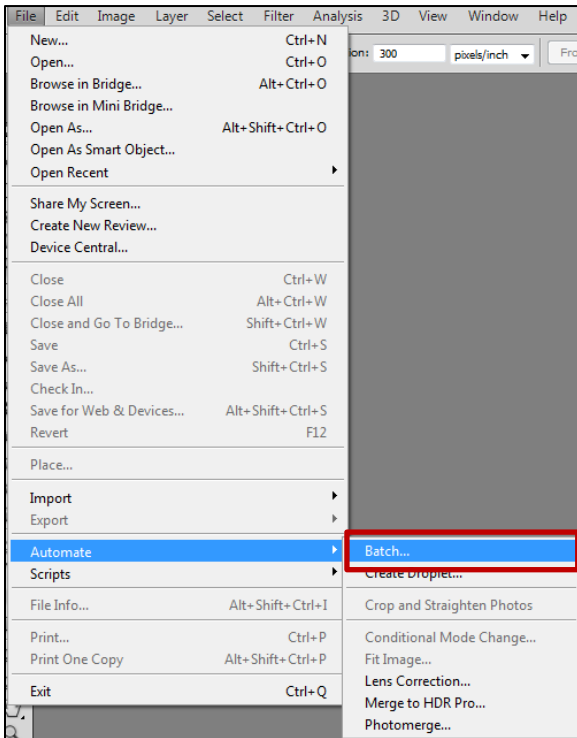 File Edit Image Layer Select Filter Analysis 3D View Window Help
New... Ctrl+N
ion: 300 pixels/inch Fro
Open... Ctrl+O
Browse in Bridge... Alt+Ctrl+O
Browse in Mini Bridge...
Open As... Alt+Shift+Ctrl+O
Open As Smart Object...
Open Recent
Share My Screen...
Create New Review...
Device Central...
Close Ctrl+W
Close All Alt+Ctrl+W
Close and Go To Bridge... Shift+Ctrl+W
Save Ctrl+S
Save As... Shift+Ctrl+S
Check In...
Save for Web & Devices... Alt+Shift+Ctrl+S
Revert F12
Place...
Import
Export
Automate
Scripts
File Info... Alt+Shift+Ctrl+I
Print... Ctrl+P
Print One Copy Alt+Shift+Ctrl+P
Exit Ctrl+Q
Batch...
Create Droplet...
Crop and Straighten Photos
Conditional Mode Change...
Fit Image...
Lens Correction...
Merge to HDR Pro...
Photomerge...